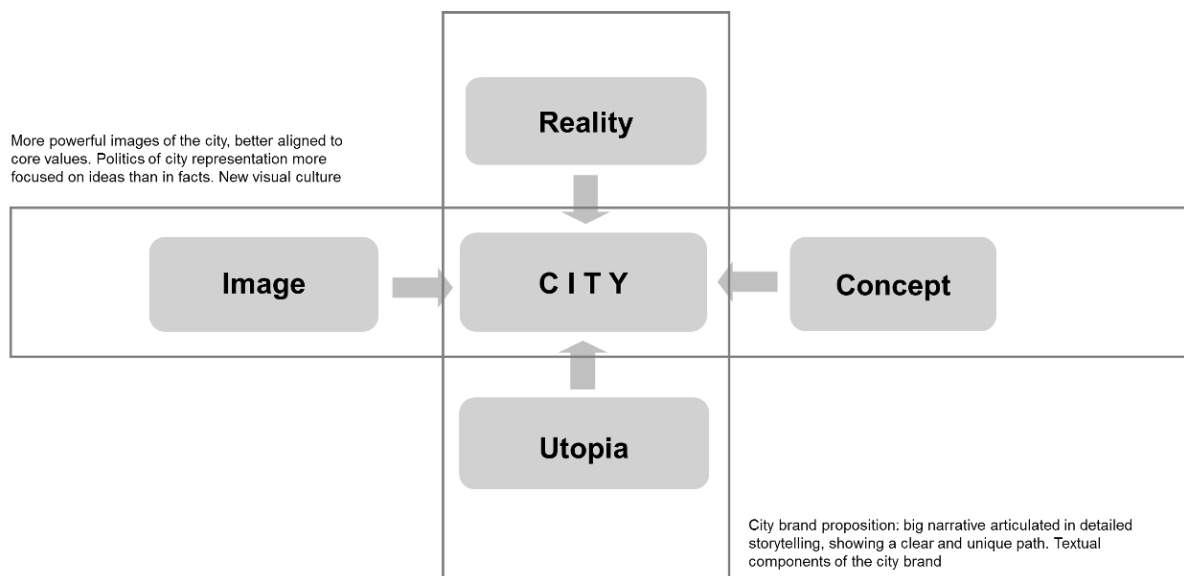 Reality
More powerful images of the city, better aligned to
core values. Politics of city representation more
focused on ideas than in facts. New visual culture
Image
C I T Y
Concept
Utopia
City brand proposition: big narrative articulated in detailed
storytelling, showing a clear and unique path. Textual
components of the city brand